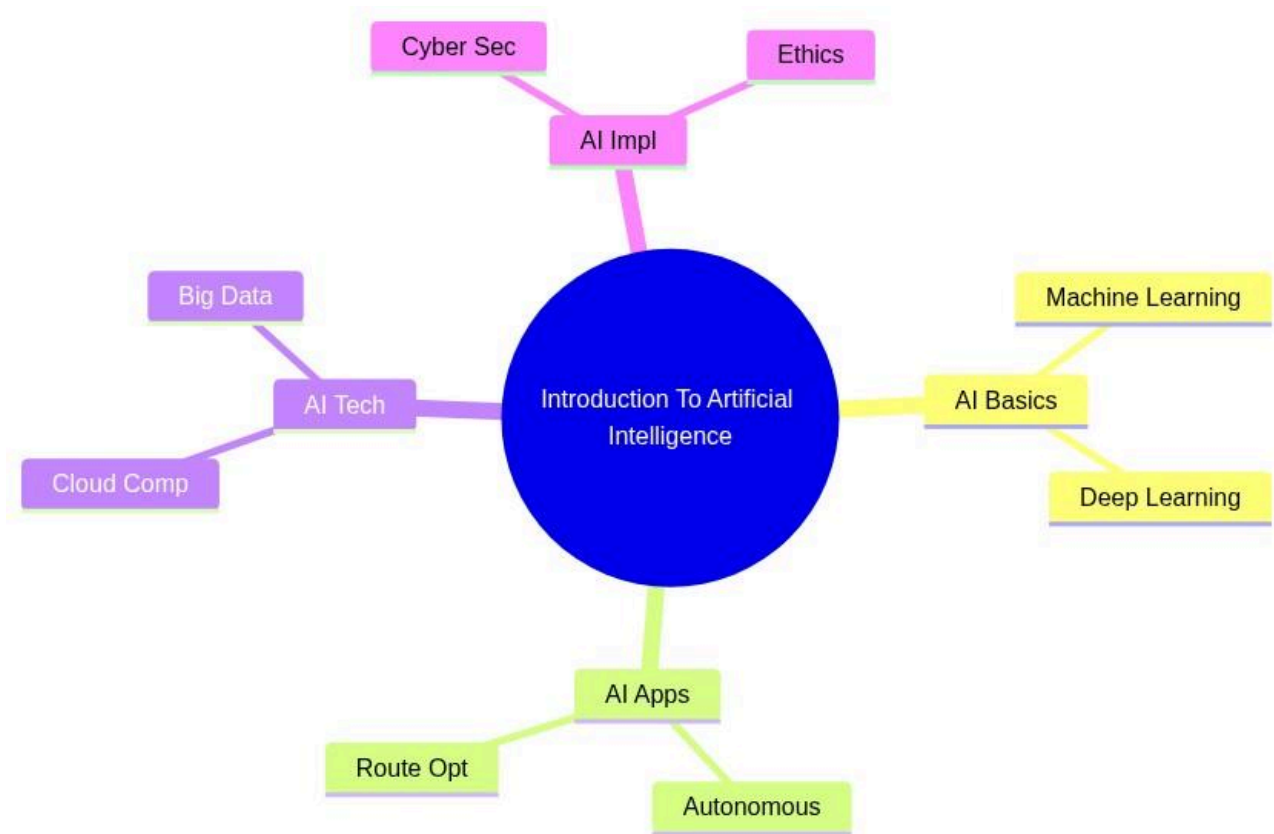 Cyber Sec
Ethics
AI Impl
Big Data
Machine Learning
AI Tech
Introduction To Artificial
Intelligence
AI Basics
Cloud Comp
Deep Learning
AI Apps
Route Opt
Autonomous